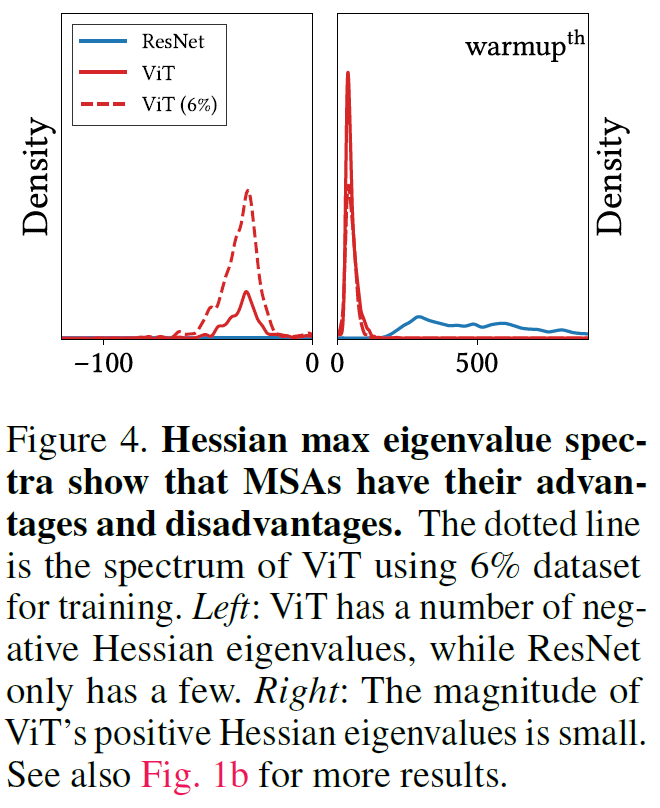 ResNet
ViT
ViT (6%)
warmupth
Density
Density
−100
0
0
500
Figure 4. Hessian max eigenvalue spec-
tra show that MSAs have their advan-
tages and disadvantages. The dotted line
is the spectrum of ViT using 6% dataset
for training. Left: ViT has a number of neg-
ative Hessian eigenvalues, while ResNet
only has a few. Right: The magnitude of
ViT's positive Hessian eigenvalues is small.
See also Fig. 1b for more results.